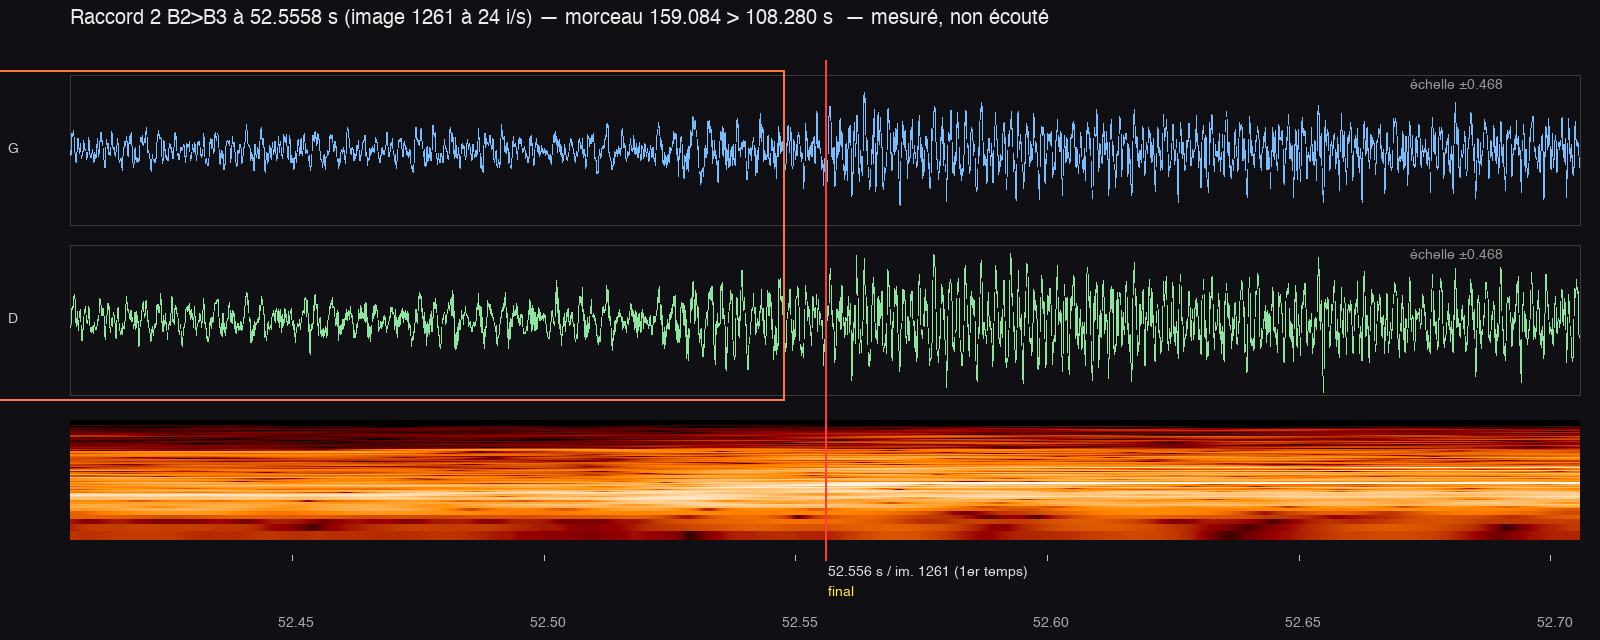 Raccord 2 B2>B3 à 52.5558 s (image 1261 à 24 i/s) — morceau 159.084 > 108.280 s — mesuré, non écouté
échelle ±0.468
G
échelle ±0.468
D
52.556 s / im. 1261 (1er temps)
final
52.45 52.50 52.55 52.60 52.65 52.70